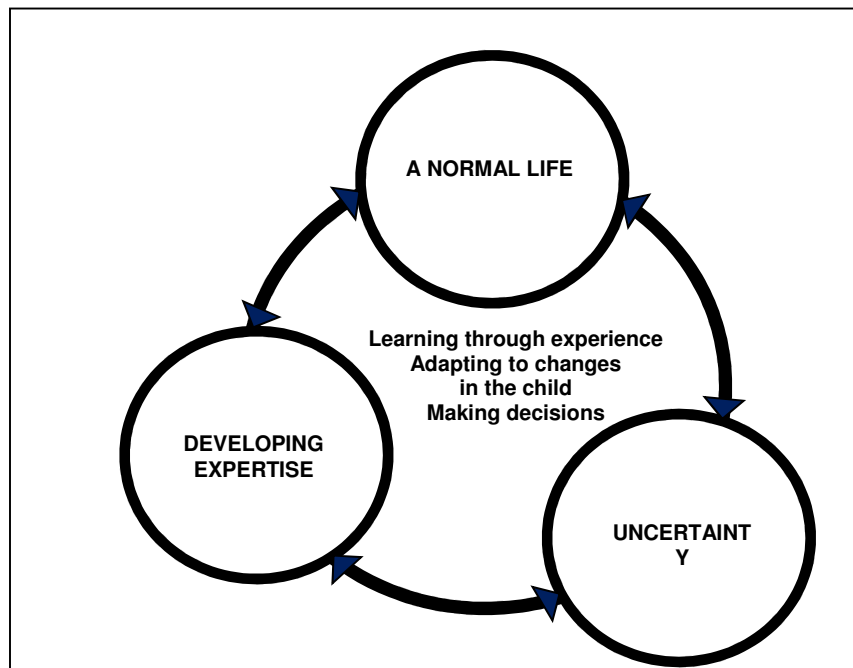 A NORMAL LIFE
Learning through experience
Adapting to changes
in the child
Making decisions
DEVELOPING
EXPERTISE
UNCERTAINT
Y